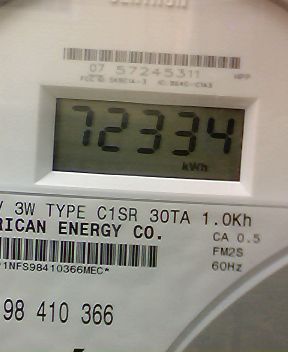 07 57245311
72334
kWh
3W TYPE C1SR 30TA 1.0Kh
RICAN ENERGY CO.
CA 0.5
FM2S
60Hz
1NFS98410366MEC*
98 410 366